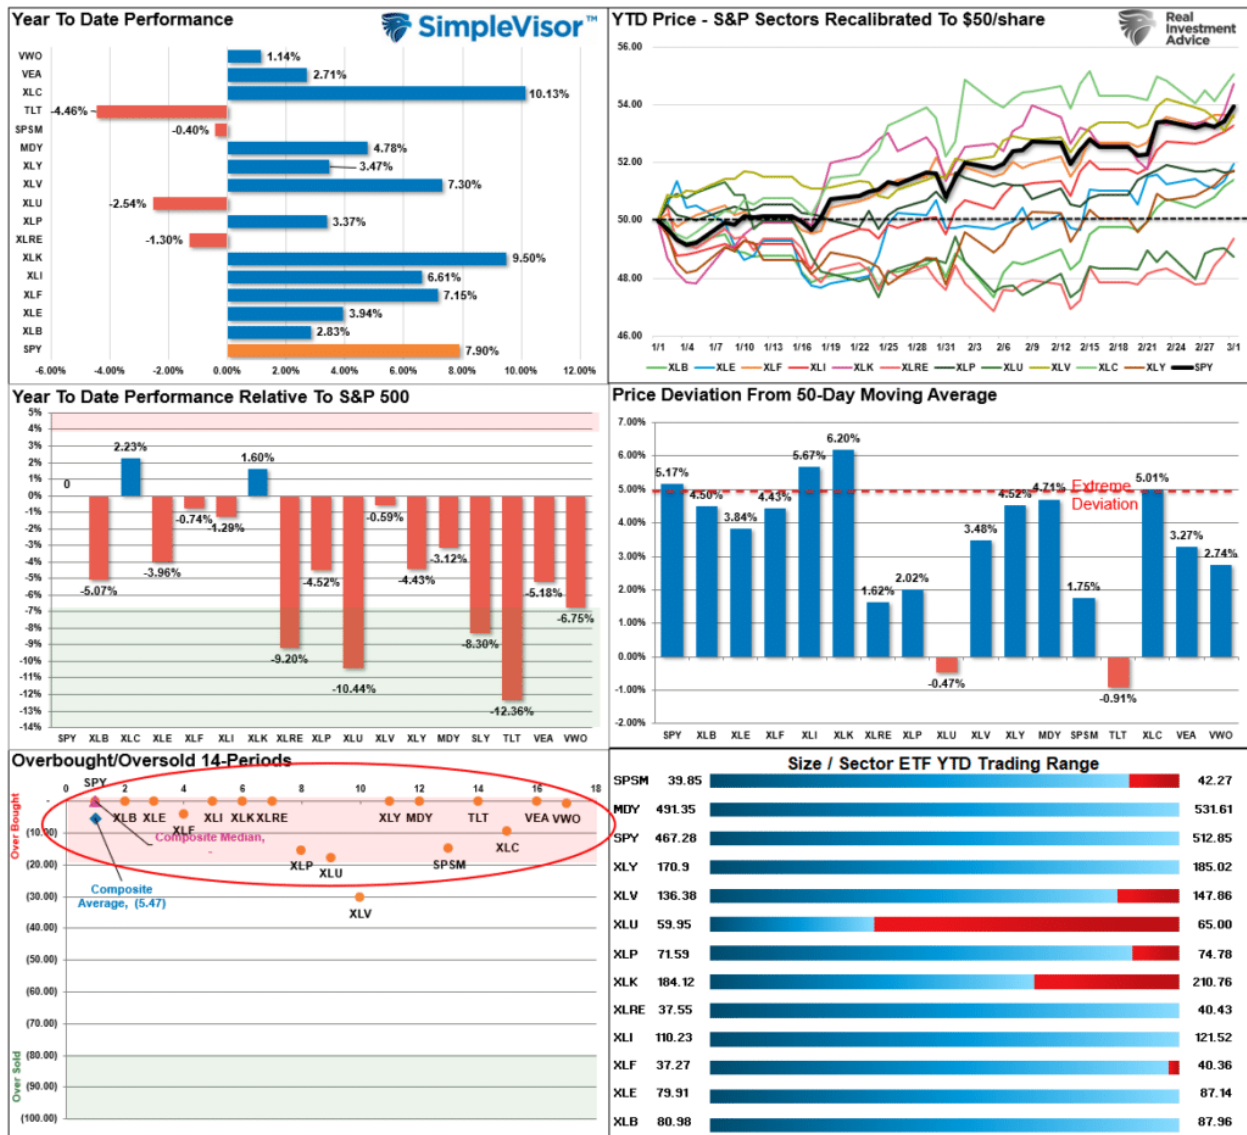 Year To Date Performance
SimpleVisor™
VWO 1.14%
VEA 2.71%
XLC 10.13%
TLT -4.46%
SPSM -0.40%
MDY 4.78%
XLY 3.47%
XLV 7.30%
XLU -2.54%
XLP 3.37%
XLRE -1.30%
XLK 9.50%
XLI 6.61%
XLF 7.15%
XLE 3.94%
XLB 2.83%
SPY 7.90%
-6.00% -4.00% -2.00% 0.00% 2.00% 4.00% 6.00% 8.00% 10.00% 12.00%
YTD Price - S&P Sectors Recalibrated To $50/share
Real
Investment
Advice
56.00
54.00
52.00
50.00
48.00
46.00
1/1 1/4 1/7 1/10 1/13 1/16 1/19 1/22 1/25 1/28 1/31 2/3 2/6 2/9 2/12 2/15 2/18 2/21 2/24 2/27 3/1
XLB XLE XLF XLI XLK XLRE XLP XLU XLV XLC XLY SPY
Year To Date Performance Relative To S&P 500
5%
4%
3%
2%
1%
0%
-1%
-2%
-3%
-4%
-5%
-6%
-7%
-8%
-9%
-10%
-11%
-12%
-13%
-14%
0 -5.07% 2.23% -3.96% -0.74% -1.29% 1.60% -9.20% -4.52% -10.44% -0.59% -4.43% -3.12% -8.30% -12.36% -5.18% -6.75%
SPY XLB XLC XLE XLF XLI XLK XLRE XLP XLU XLV XLY MDY SLY TLT VEA VWO
Price Deviation From 50-Day Moving Average
7.00%
6.00%
5.00%
4.00%
3.00%
2.00%
1.00%
0.00%
-1.00%
-2.00%
5.17% 4.50% 3.84% 4.43% 5.67% 6.20% 1.62% 2.02% -0.47% 3.48% 4.52% 4.71% 1.75% -0.91% 5.01% 3.27% 2.74%
Extreme
Deviation
SPY XLB XLE XLF XLI XLK XLRE XLP XLU XLV XLY MDY SPSM TLT XLC VEA VWO
Overbought/Oversold 14-Periods
SPY
0 2 4 6 8 10 12 14 16 18
Over Bought
-
(10.00)
(20.00)
(30.00)
(40.00)
(50.00)
(60.00)
(70.00)
(80.00)
(90.00)
(100.00)
Over Sold
XLB XLE XLF XLI XLK XLRE XLY MDY TLT VEA VWO
Composite Median,
-
XLP XLU SPSM XLC
Composite
Average, (5.47)
XLV
Size / Sector ETF YTD Trading Range
SPSM 39.85 42.27
MDY 491.35 531.61
SPY 467.28 512.85
XLY 170.9 185.02
XLV 136.38 147.86
XLU 59.95 65.00
XLP 71.59 74.78
XLK 184.12 210.76
XLRE 37.55 40.43
XLI 110.23 121.52
XLF 37.27 40.36
XLE 79.91 87.14
XLB 80.98 87.96